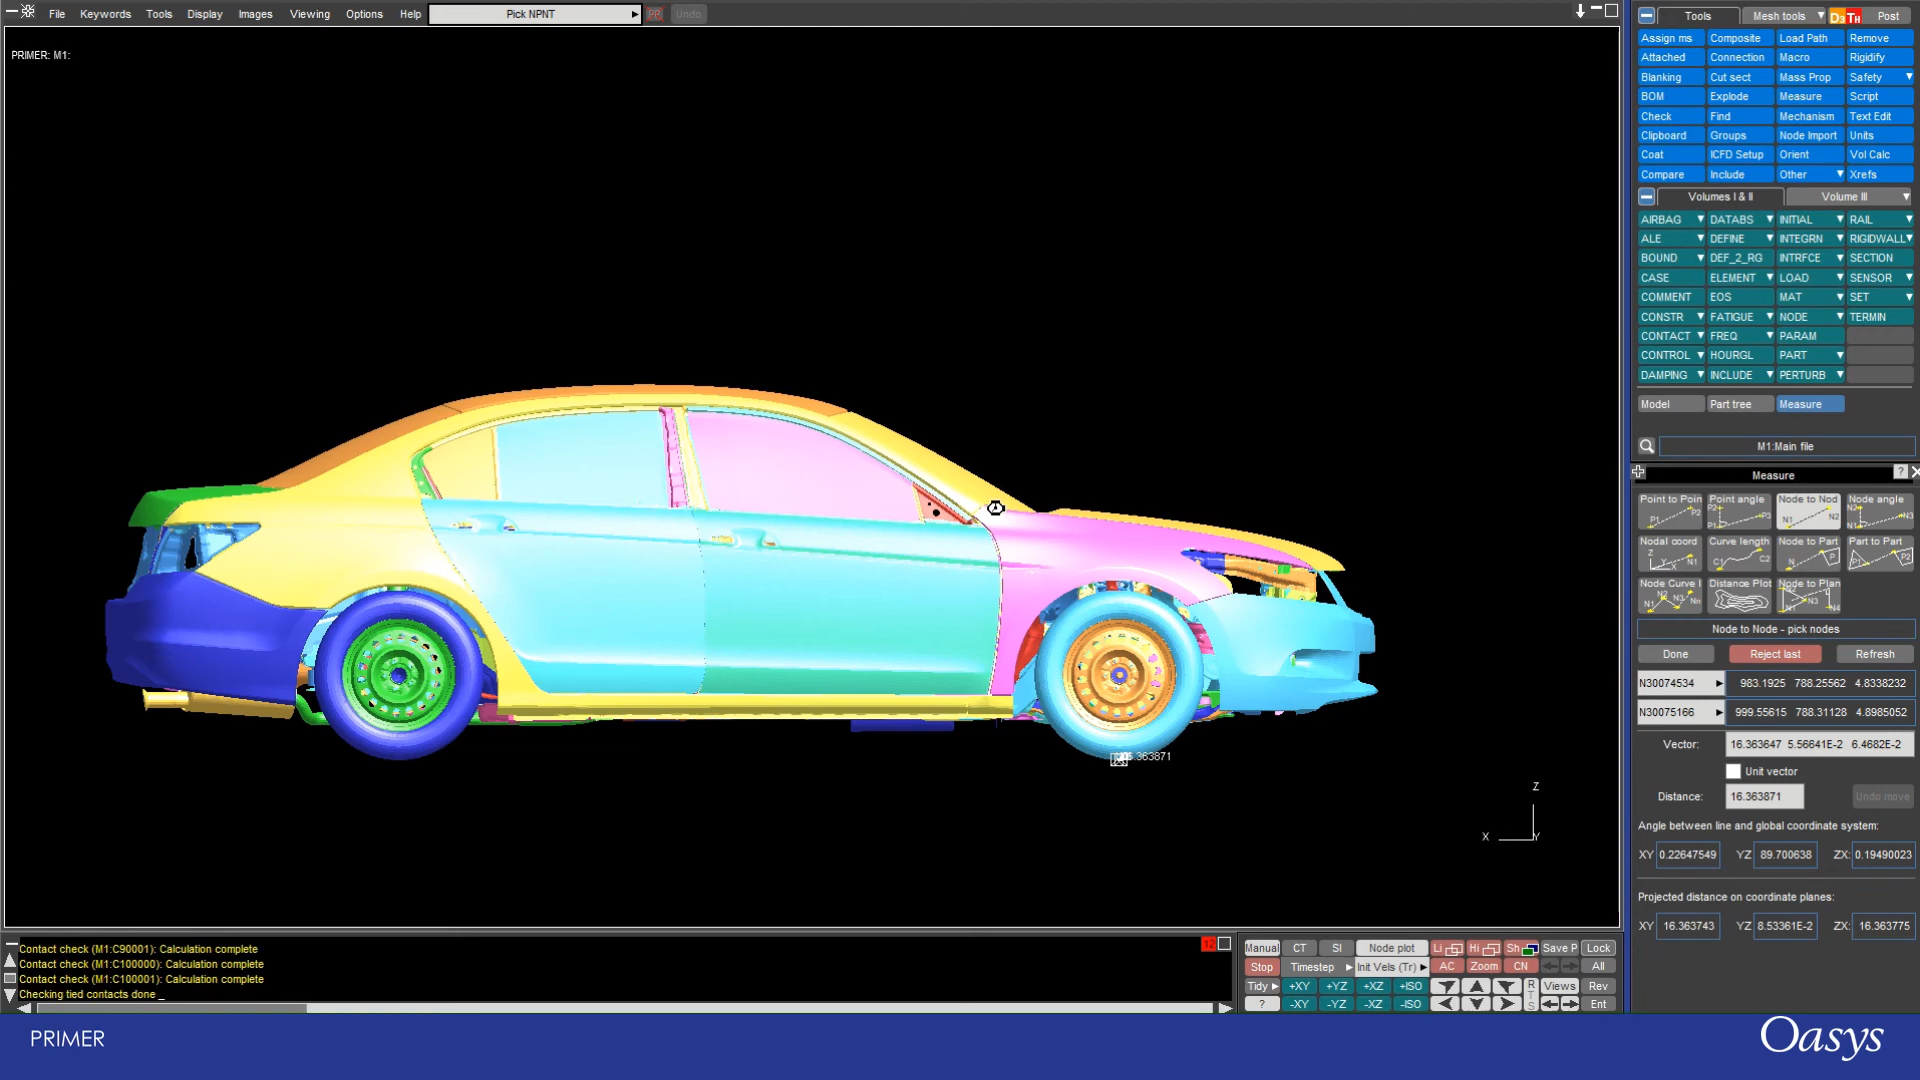 File Keywords Tools Display Images Viewing Options Help Pick NPNT Undo
PRIMER: M1:
16.363871
Z
X Y
Tools Mesh tools D3 TH Post
Assign ms Composite Load Path Remove
Attached Connection Macro Rigidify
Blanking Cut sect Mass Prop Safety
BOM Explode Measure Script
Check Find Mechanism Text Edit
Clipboard Groups Node Import Units
Coat ICFD Setup Orient Vol Calc
Compare Include Other Xrefs
Volumes I & II Volume III
AIRBAG DATABS INITIAL RAIL
ALE DEFINE INTEGRN RIGIDWALL
BOUND DEF_2_RG INTRFCE SECTION
CASE ELEMENT LOAD SENSOR
COMMENT EOS MAT SET
CONSTR FATIGUE NODE TERMIN
CONTACT FREQ PARAM
CONTROL HOURGL PART
DAMPING INCLUDE PERTURB
Model Part tree Measure
M1:Main file
Measure ?
Point to Poin Point angle Node to Nod Node angle
Nodal coord Curve length Node to Part Part to Part
Node Curve l Distance Plot Node to Plan
Node to Node - pick nodes
Done Reject last Refresh
N30074534 983.1925 788.25562 4.8338232
N30075166 999.55615 788.31128 4.8985052
Vector: 16.363647 5.56641E-2 6.4682E-2
Unit vector
Distance: 16.363871 Undo move
Angle between line and global coordinate system:
XY 0.22647549 YZ 89.700638 ZX: 0.19490023
Projected distance on coordinate planes:
XY 16.363743 YZ 8.53361E-2 ZX: 16.363775
Contact check (M1:C90001): Calculation complete
Contact check (M1:C100000): Calculation complete
Contact check (M1:C100001): Calculation complete
Checking tied contacts done _
12
Manual CT SI Node plot Li Hi Sh Save P Lock
Stop Timestep Init Vels (Tr) AC Zoom CN All
Tidy +XY +YZ +XZ +ISO R T S Views Rev
? -XY -YZ -XZ -ISO Ent
PRIMER
Oasys